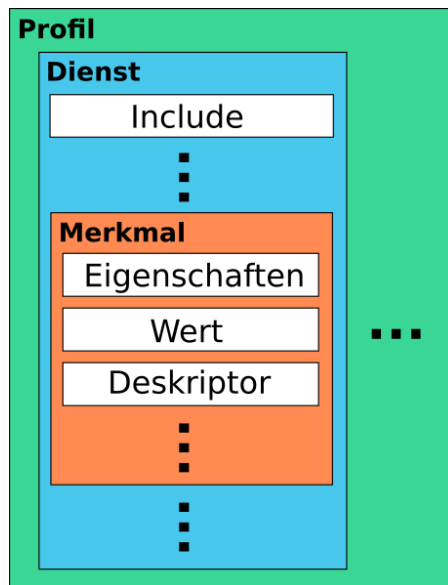 Profil
Dienst
Include
Merkmal
Eigenschaften
Wert
Deskriptor